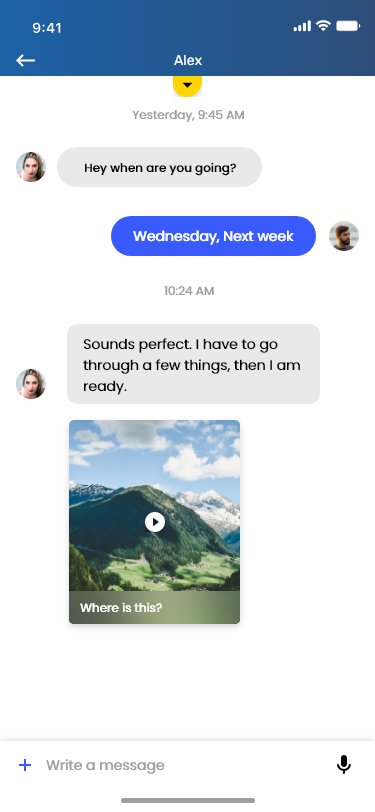 9:41
Alex
Yesterday, 9:45 AM
Hey when are you going?
Wednesday, Next week
10:24 AM
Sounds perfect. I have to go
through a few things, then I am
ready.
Where is this?
Write a message